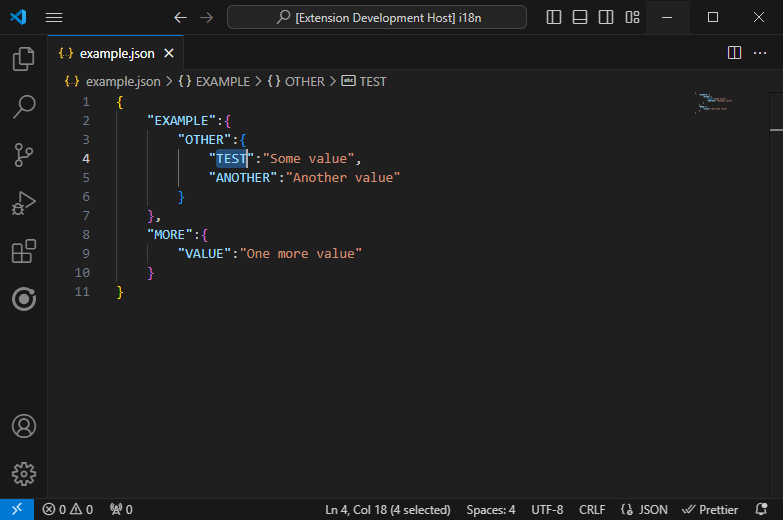 [Extension Development Host] i18n
{..} example.json ×
{..} example.json > { } EXAMPLE > { } OTHER > abc TEST
1 {
2 "EXAMPLE":{
3 "OTHER":{
4 "TEST":"Some value",
5 "ANOTHER":"Another value"
6 }
7 },
8 "MORE":{
9 "VALUE":"One more value"
10 }
11 }
0 0 0 Ln 4, Col 18 (4 selected) Spaces: 4 UTF-8 CRLF JSON Prettier